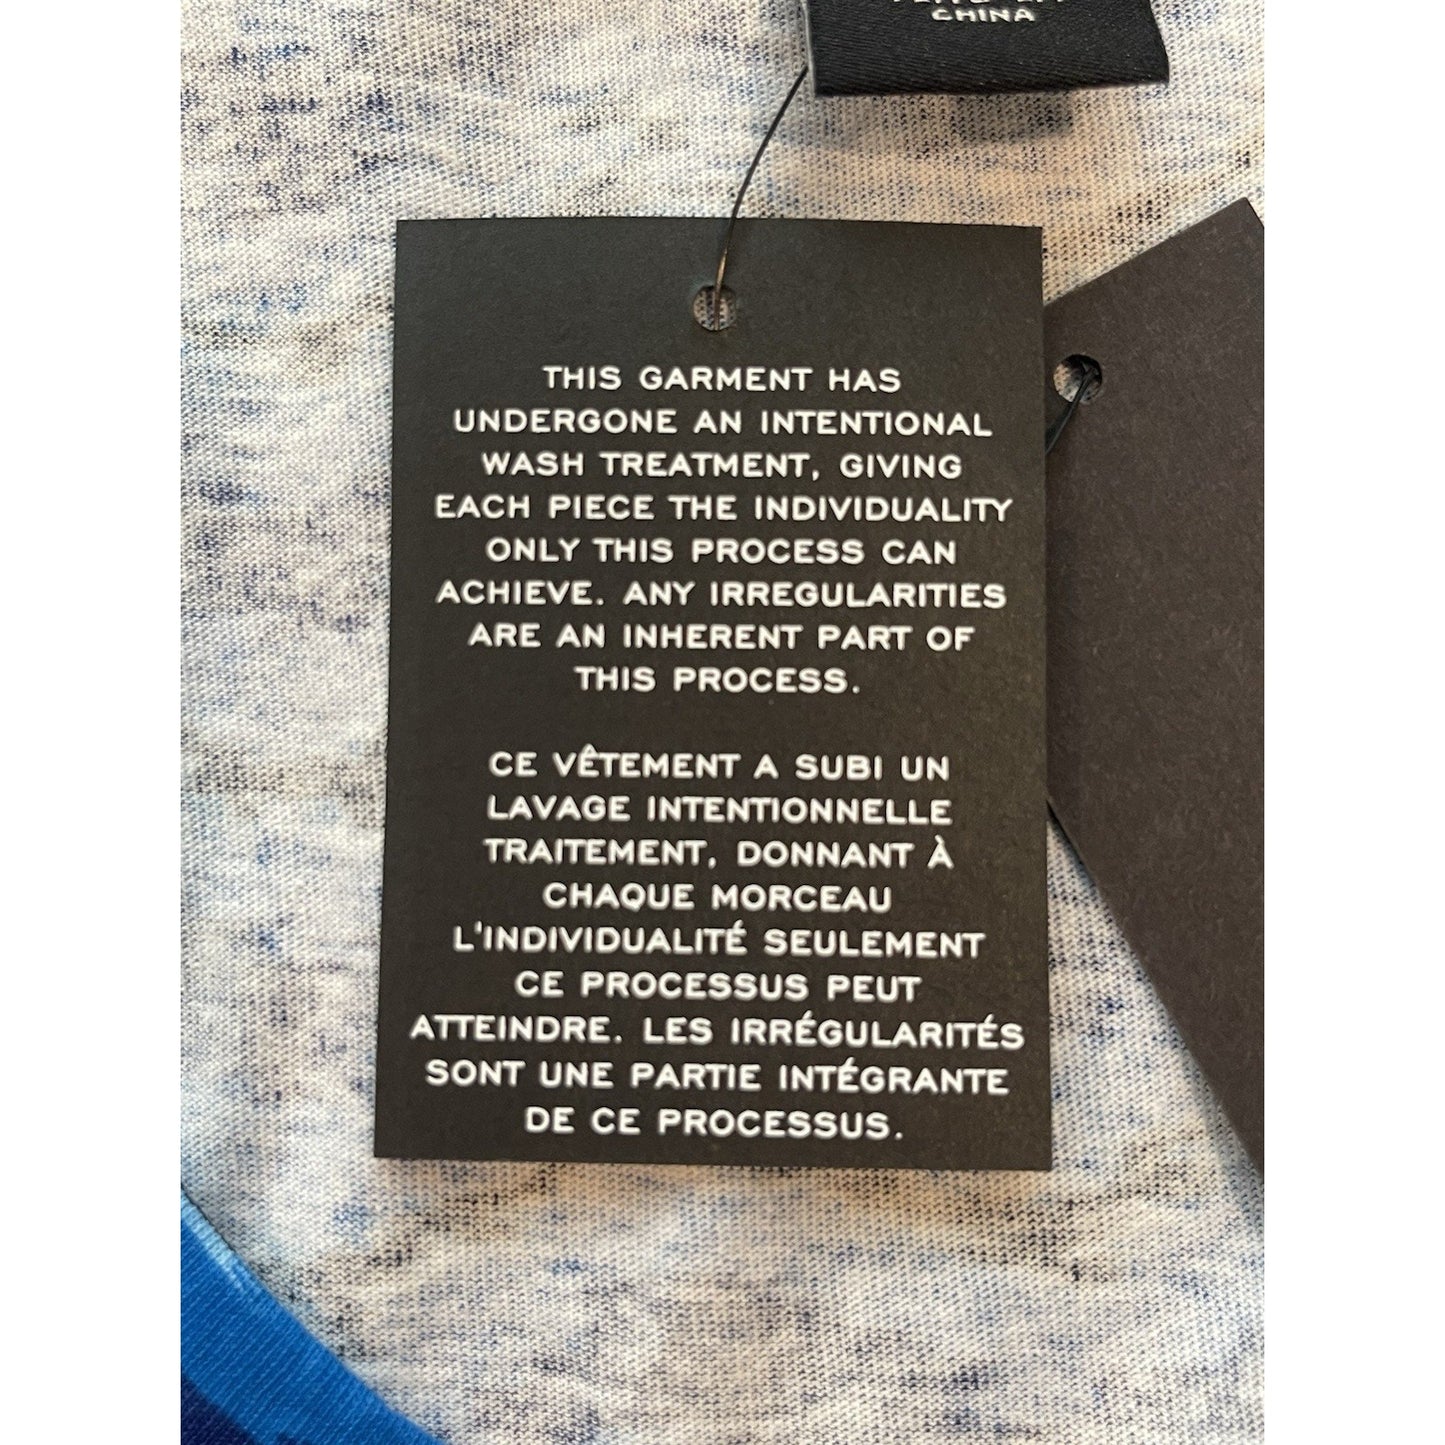 CHINA
THIS GARMENT HAS
UNDERGONE AN INTENTIONAL
WASH TREATMENT, GIVING
EACH PIECE THE INDIVIDUALITY
ONLY THIS PROCESS CAN
ACHIEVE. ANY IRREGULARITIES
ARE AN INHERENT PART OF
THIS PROCESS.
CE VÊTEMENT A SUBI UN
LAVAGE INTENTIONNELLE
TRAITEMENT, DONNANT À
CHAQUE MORCEAU
L'INDIVIDUALITÉ SEULEMENT
CE PROCESSUS PEUT
ATTEINDRE. LES IRRÉGULARITÉS
SONT UNE PARTIE INTÉGRANTE
DE CE PROCESSUS.